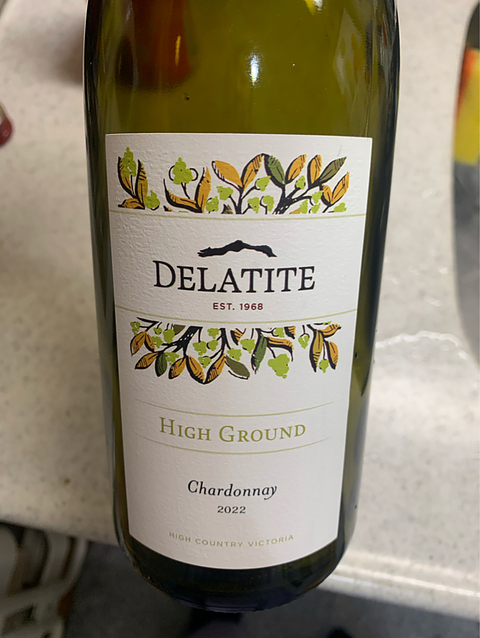 DELATITE
EST. 1968
HIGH GROUND
Chardonnay
2022
HIGH COUNTRY VICTORIA